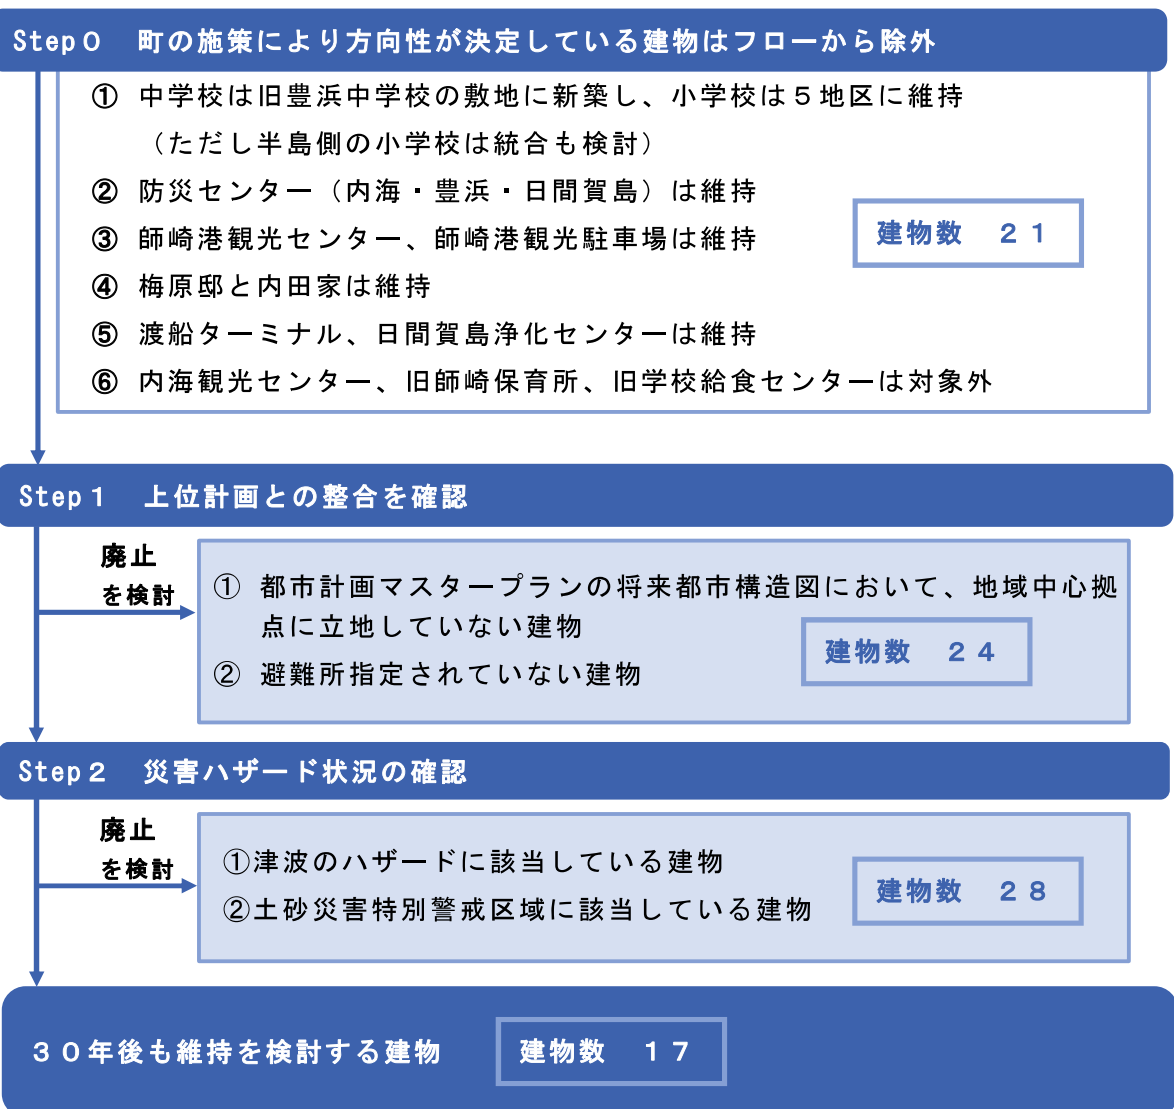 Step０　町の施策により方向性が決定している建物はフローから除外
① 中学校は旧豊浜中学校の敷地に新築し、小学校は５地区に維持
（ただし半島側の小学校は統合も検討）
② 防災センター（内海・豊浜・日間賀島）は維持
③ 師崎港観光センター、師崎港観光駐車場は維持
建物数　２１
④ 梅原邸と内田家は維持
⑤ 渡船ターミナル、日間賀島浄化センターは維持
⑥ 内海観光センター、旧師崎保育所、旧学校給食センターは対象外
Step１　上位計画との整合を確認
廃止
を検討
① 都市計画マスタープランの将来都市構造図において、地域中心拠
点に立地していない建物
建物数　２４
② 避難所指定されていない建物
Step２　災害ハザード状況の確認
廃止
を検討
①津波のハザードに該当している建物
②土砂災害特別警戒区域に該当している建物
建物数　２８
３０年後も維持を検討する建物
建物数　１７